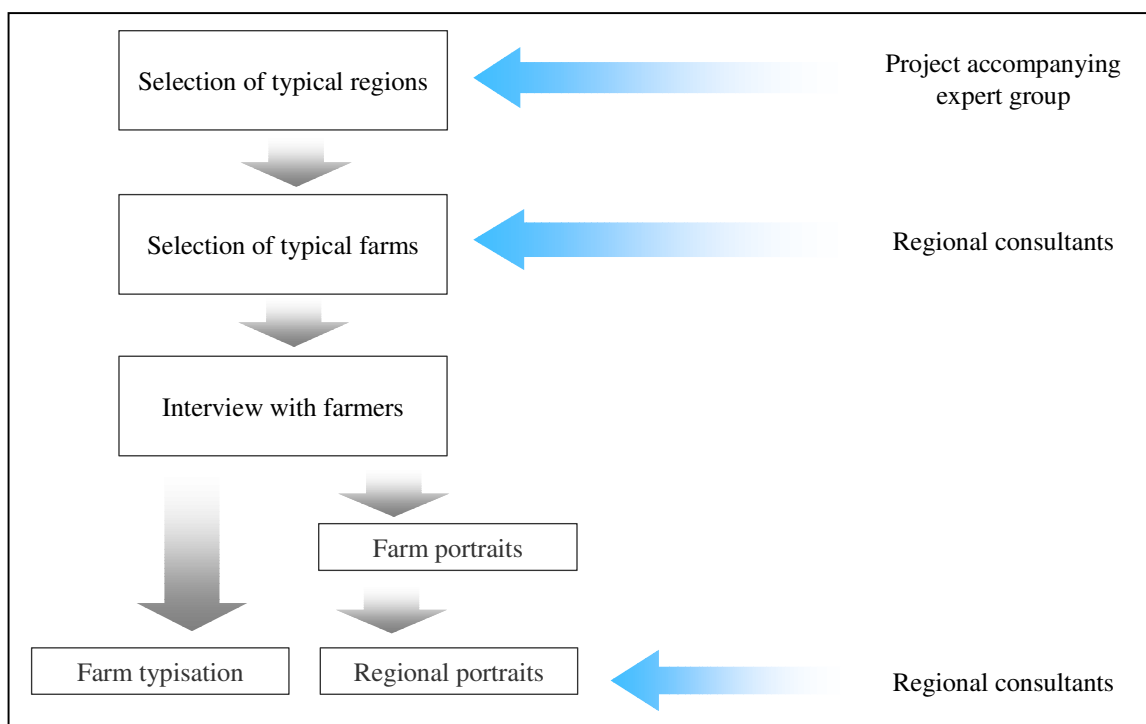 Selection of typical regions
Project accompanying
expert group
Selection of typical farms
Regional consultants
Interview with farmers
Farm portraits
Farm typisation
Regional portraits
Regional consultants